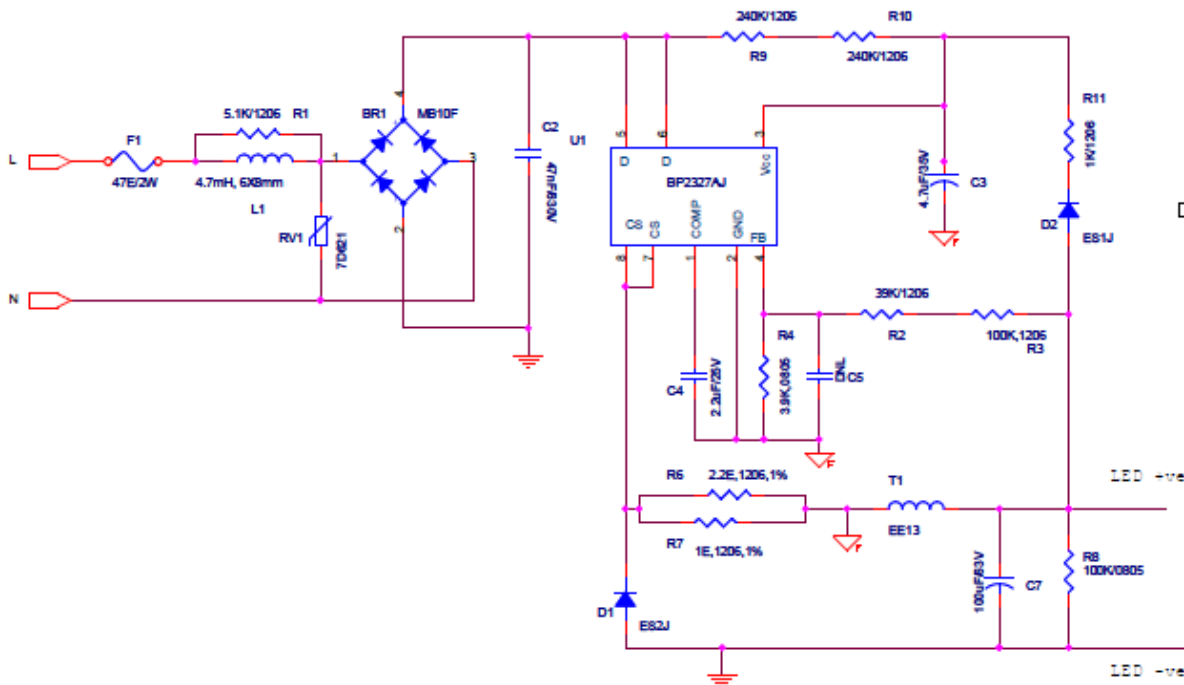 240K/1206
R10
R9
240K/1206
5.1K/1206 R1
BR1
MB10F
4
C2
47nF/630V
U1
5
6
3
R11
1K/1206
F1
L
47E/2W
4.7mH, 6X8mm
L1
1
3
2
D
D
Vcc
BP2327AJ
CS
CS
COMP
GND
FB
8
7
1
2
4
4.7uF/35V
C3
D2
ES1J
RV1
7D621
N
39K/1206
R2
100K,1206
R3
R4
3.9K,0805
C4
2.2uF/25V
DNL
C5
R6
2.2E,1206,1%
R7
1E,1206,1%
T1
EE13
LED +ve
R8
100K/0805
100uF/63V
C7
D1
ES2J
LED -ve